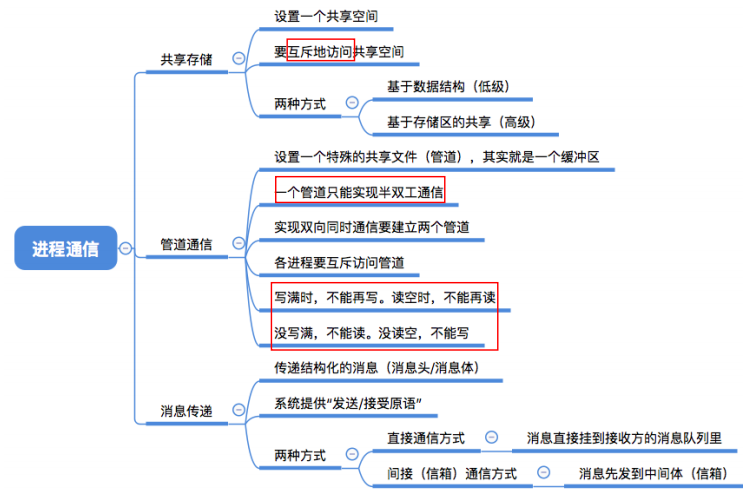 进程通信
共享存储
设置一个共享空间
要互斥地访问共享空间
两种方式
基于数据结构（低级）
基于存储区的共享（高级）
管道通信
设置一个特殊的共享文件（管道），其实就是一个缓冲区
一个管道只能实现半双工通信
实现双向同时通信要建立两个管道
各进程要互斥访问管道
写满时，不能再写。读空时，不能再读
没写满，不能读。没读空，不能写
消息传递
传递结构化的消息（消息头/消息体）
系统提供“发送/接受原语”
两种方式
直接通信方式
消息直接挂到接收方的消息队列里
间接（信箱）通信方式
消息先发到中间体（信箱）